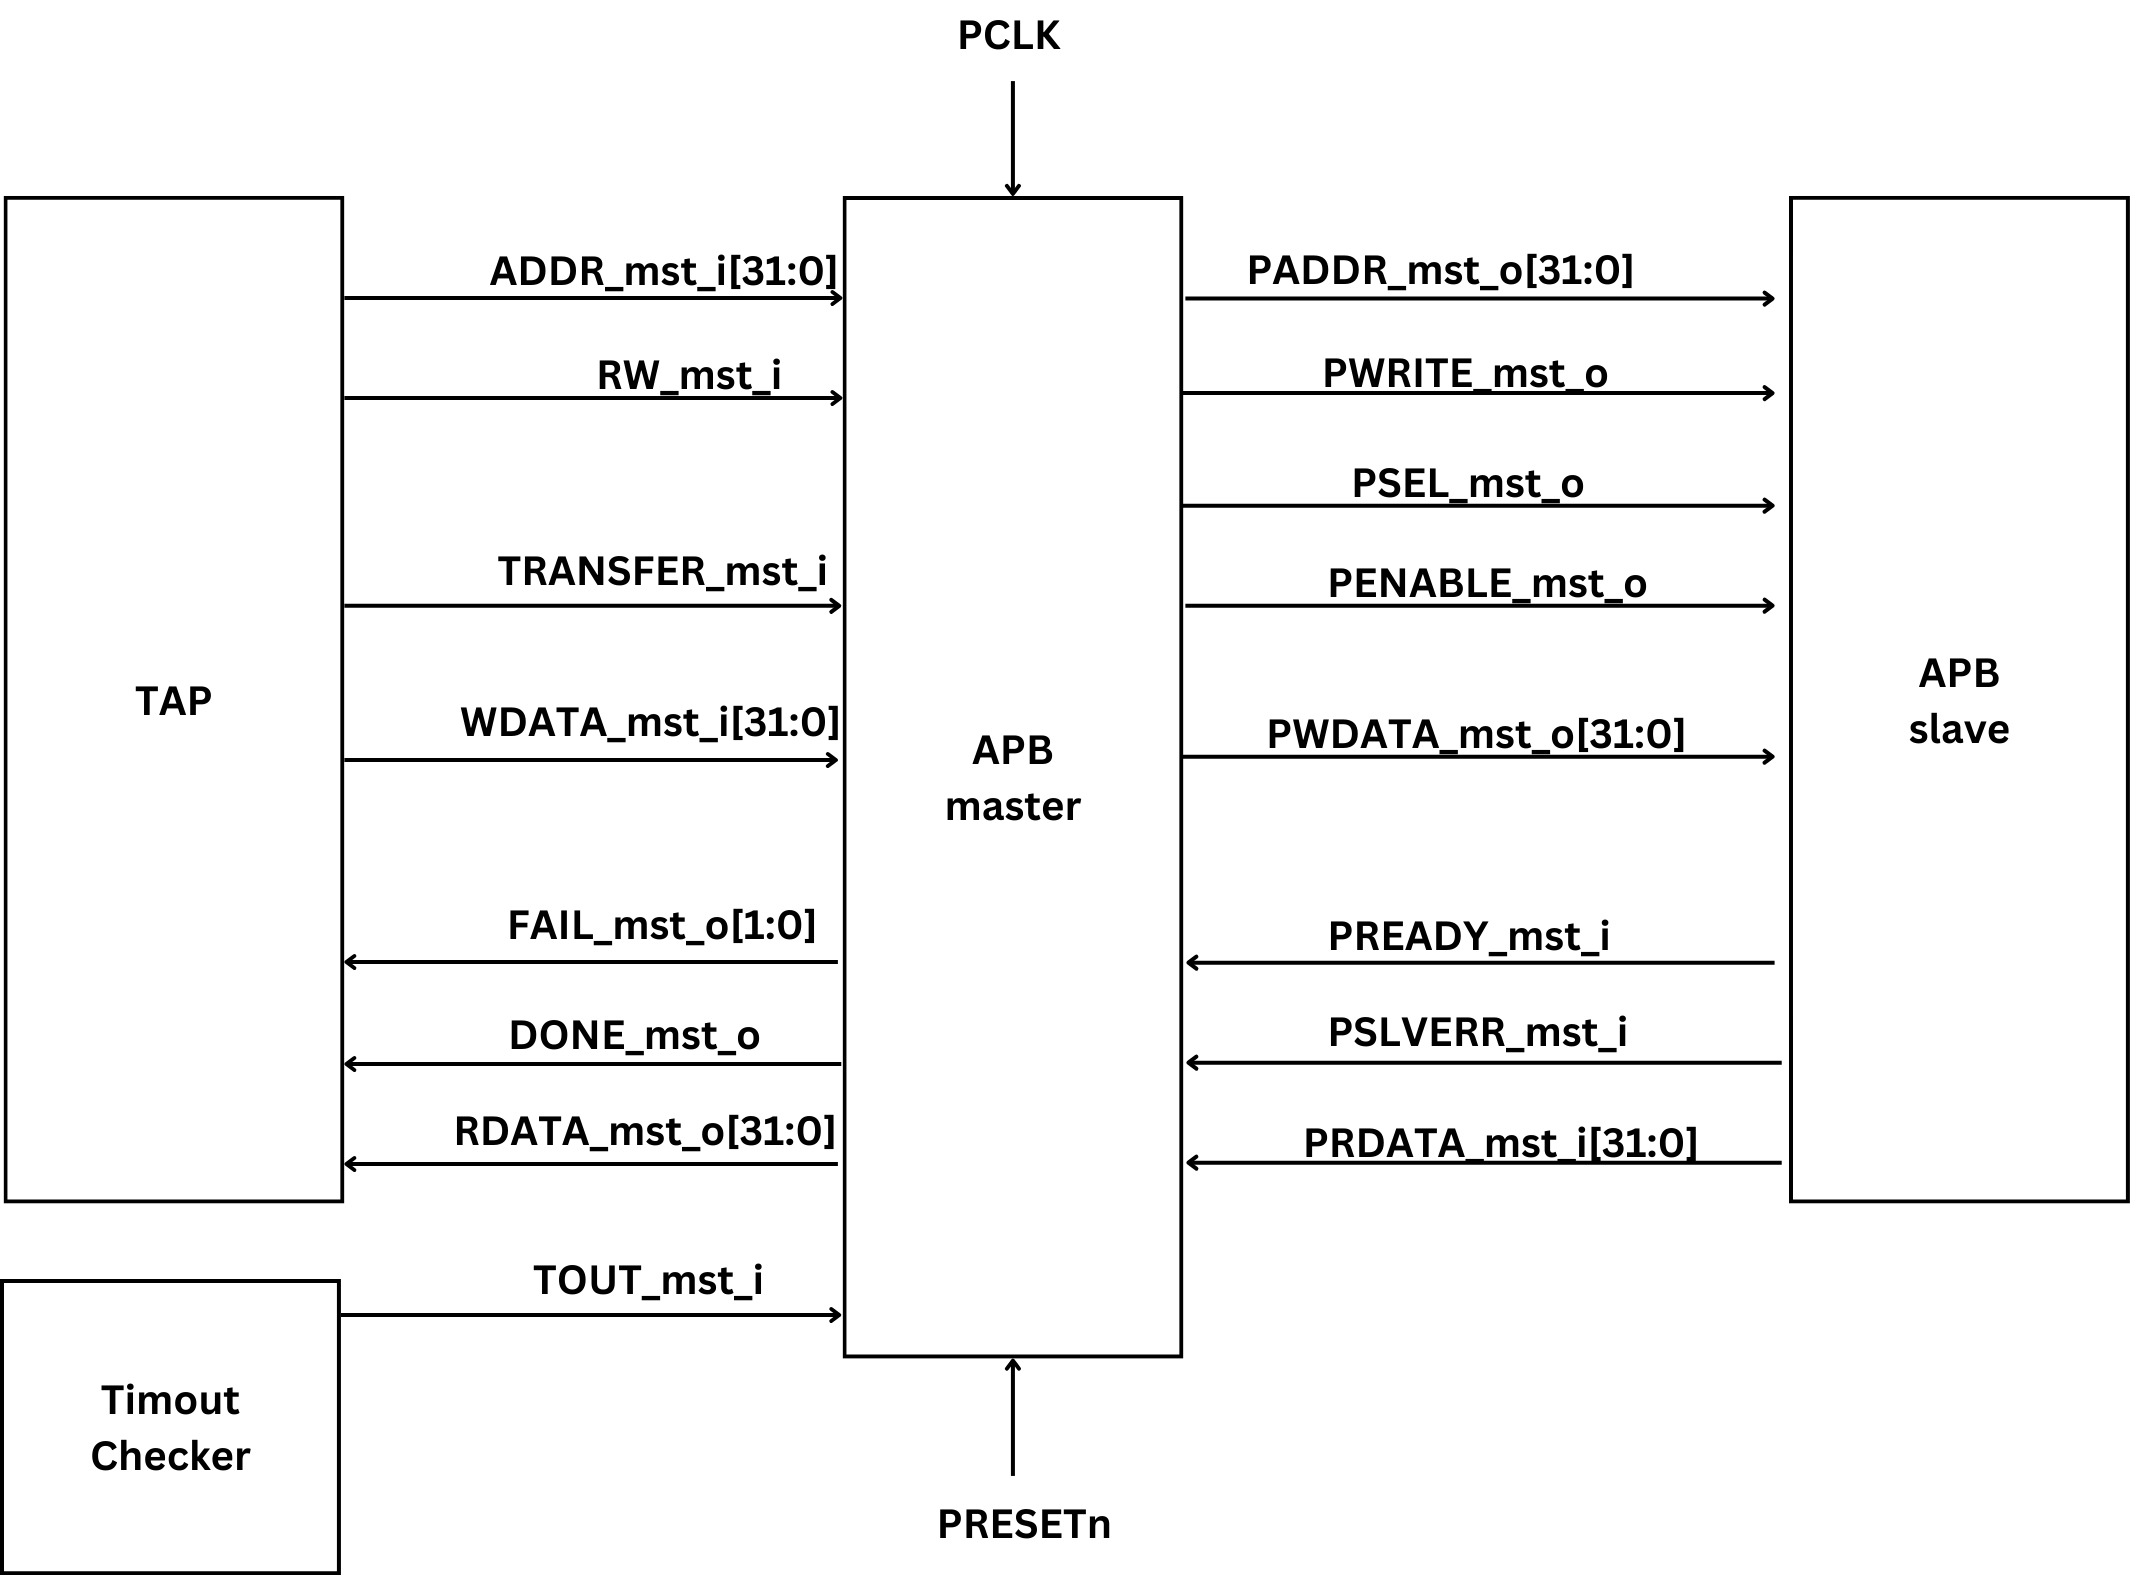 PCLK
ADDR_mst_i[31:0]
PADDR_mst_o[31:0]
RW_mst_i
PWRITE_mst_o
PSEL_mst_o
TRANSFER_mst_i
PENABLE_mst_o
TAP
WDATA_mst_i[31:0]
PWDATA_mst_o[31:0]
APB
master
APB
slave
FAIL_mst_o[1:0]
PREADY_mst_i
DONE_mst_o
PSLVERR_mst_i
RDATA_mst_o[31:0]
PRDATA_mst_i[31:0]
TOUT_mst_i
Timout
Checker
PRESETn